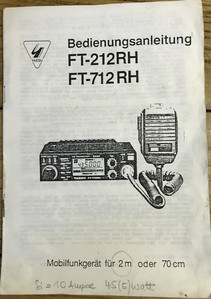 YAESU
Bedienungsanleitung
FT-212RH
FT-712RH
Mobilfunkgerät für 2m oder 70cm
Si = 10 Ampere 45(5) Watt